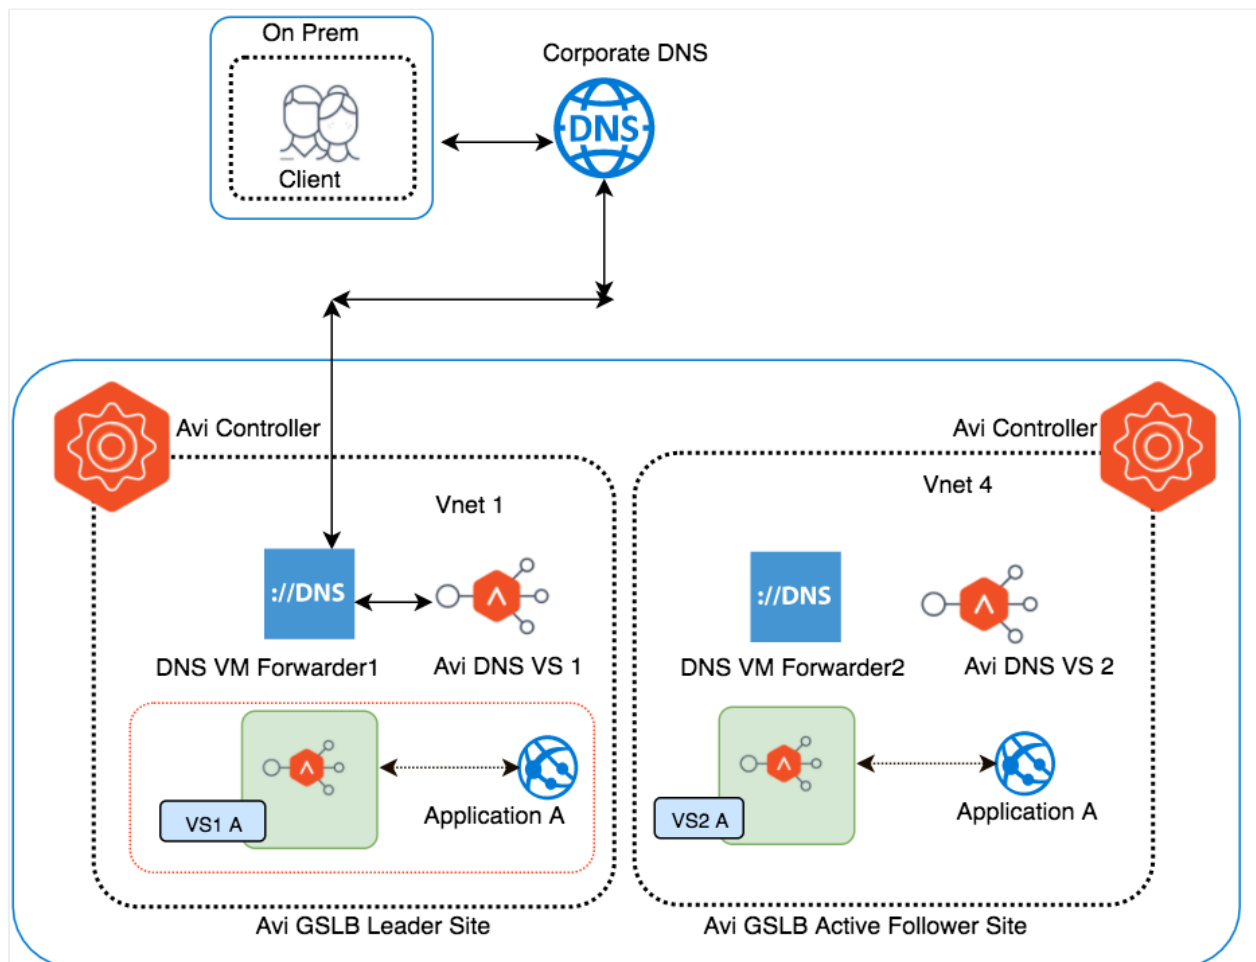 On Prem
Client
Corporate DNS
DNS
Avi Controller
Vnet 1
://DNS
DNS VM Forwarder1
Avi DNS VS 1
VS1 A
Application A
Avi GSLB Leader Site
Avi Controller
Vnet 4
://DNS
DNS VM Forwarder2
Avi DNS VS 2
VS2 A
Application A
Avi GSLB Active Follower Site